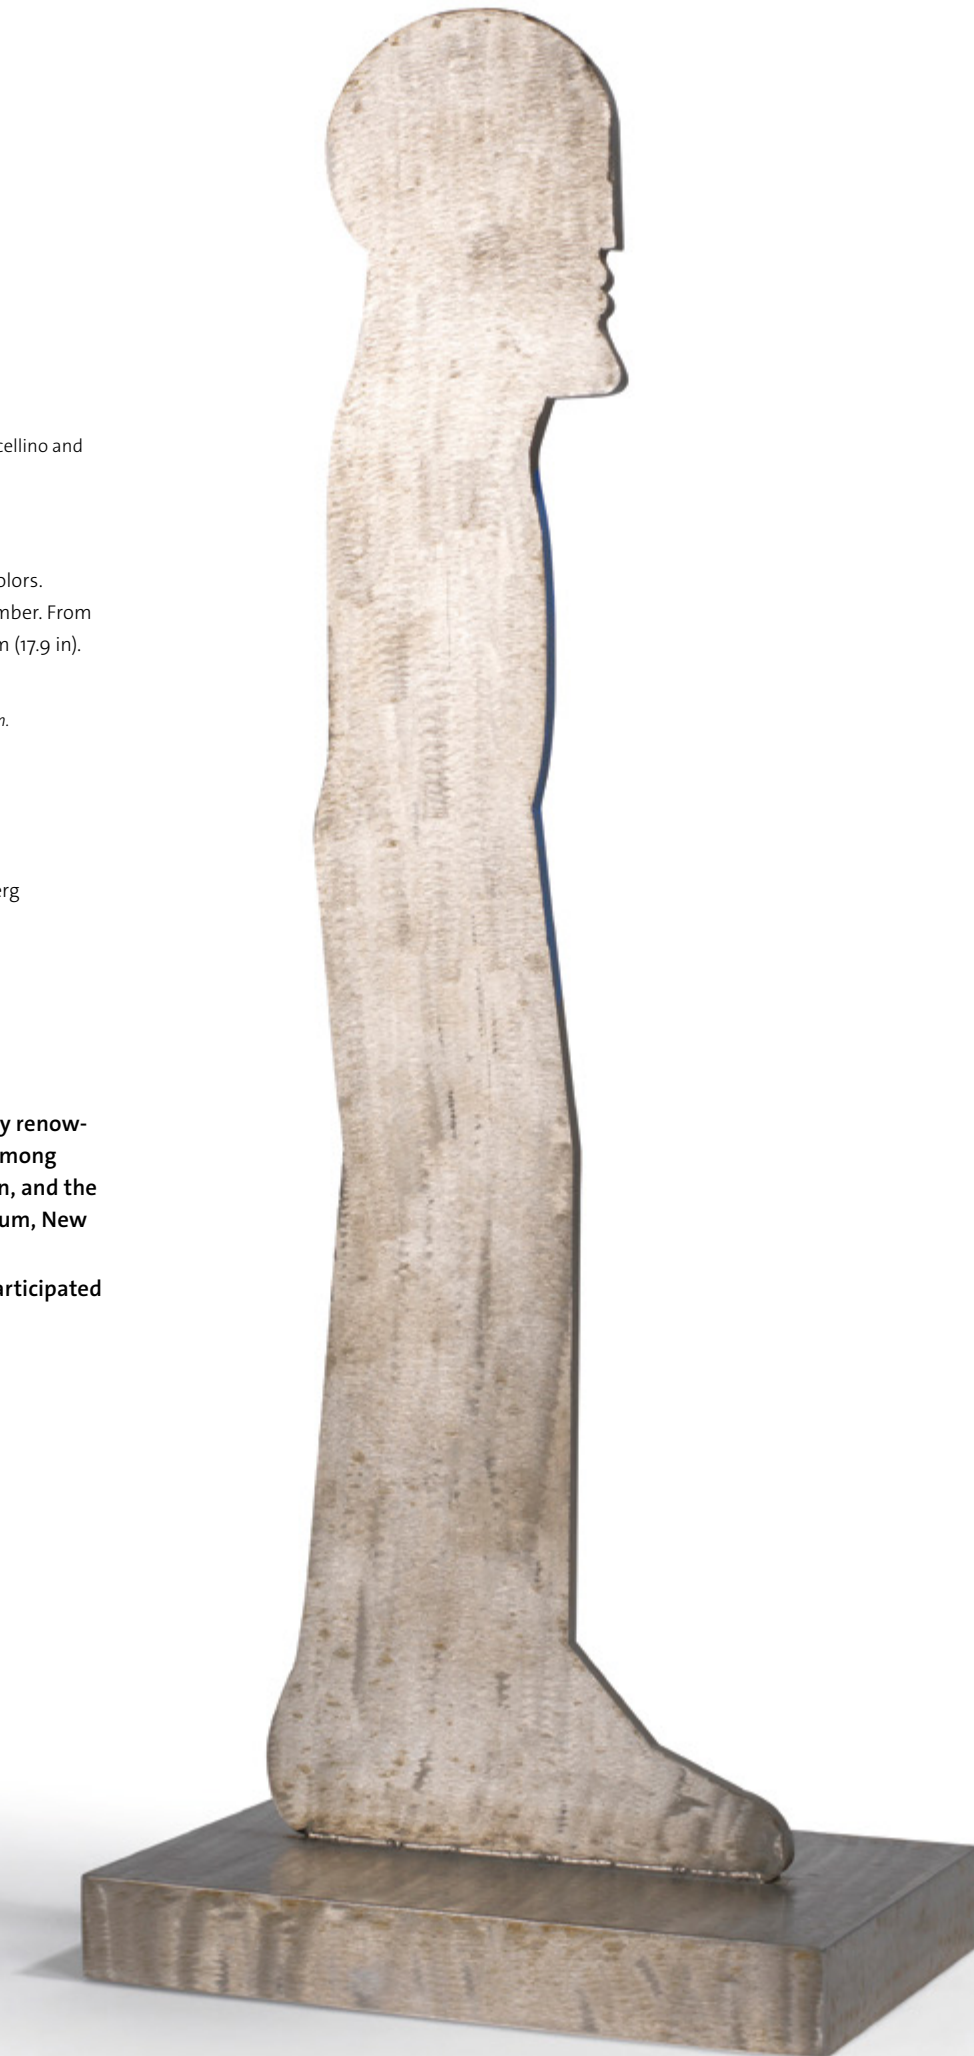 cellino and
olors.
mber. From
m (17.9 in).
n.
erg
y renow-
mong
n, and the
um, New
articipated